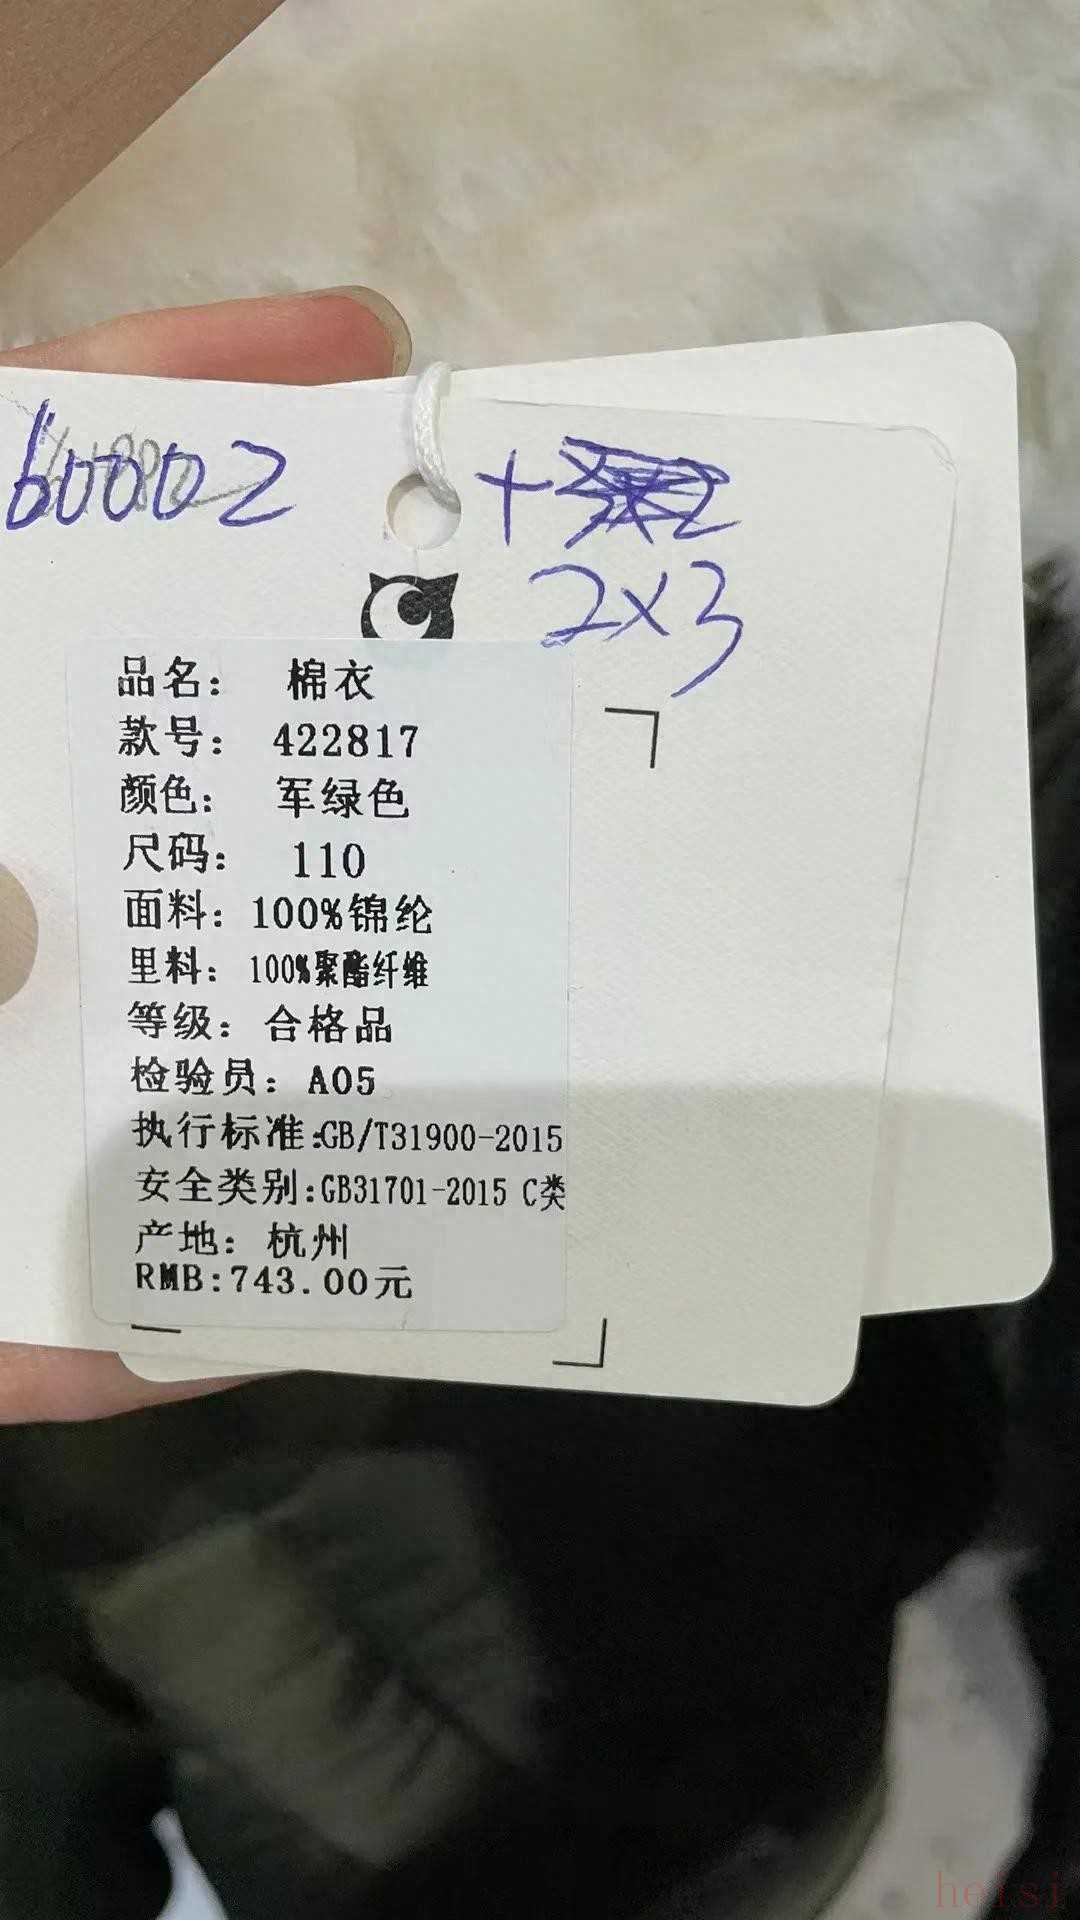 60002
+
2x3
品名： 棉衣
款号： 422817
颜色： 军绿色
尺码： 110
面料：100%锦纶
里料：100%聚酯纤维
等级：合格品
检验员：A05
执行标准:GB/T31900-2015
安全类别:GB31701-2015 C类
产地：杭州
RMB:743.00元
heisi